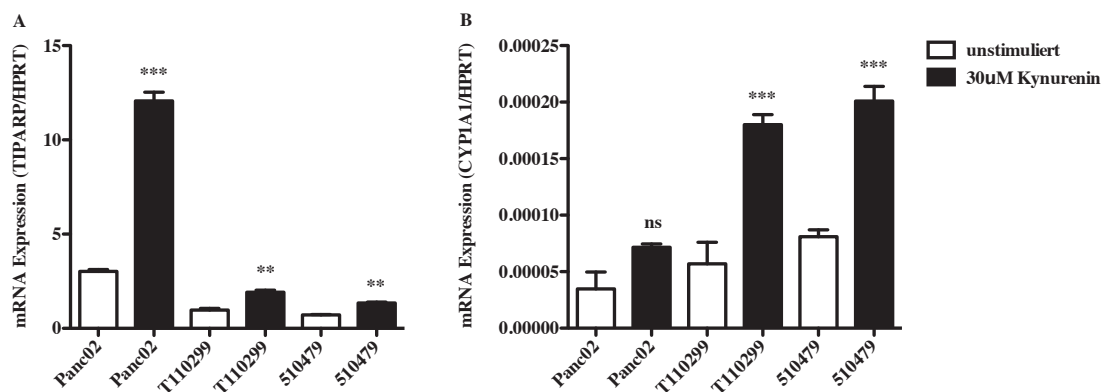 A
mRNA Expression (TIPARP/HPRT)
15
10
5
0
***
**
**
Panc02
Panc02
T110299
T110299
510479
510479
B
mRNA Expression (CYP1A1/HPRT)
0.00025
0.00020
0.00015
0.00010
0.00005
0.00000
ns
***
***
Panc02
Panc02
T110299
T110299
510479
510479
unstimuliert
30uM Kynurenin